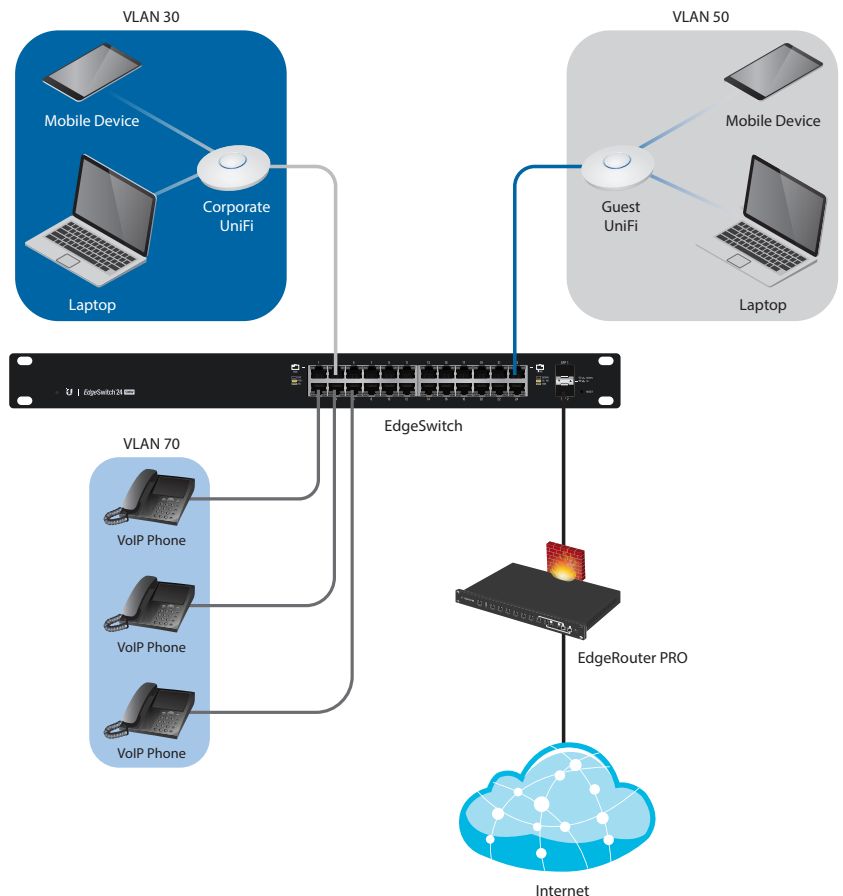 VLAN 30
VLAN 50
Mobile Device
Mobile Device
Corporate
UniFi
Guest
UniFi
Laptop
Laptop
EdgeSwitch 24
EdgeSwitch
VLAN 70
VoIP Phone
VoIP Phone
EdgeRouter PRO
VoIP Phone
Internet